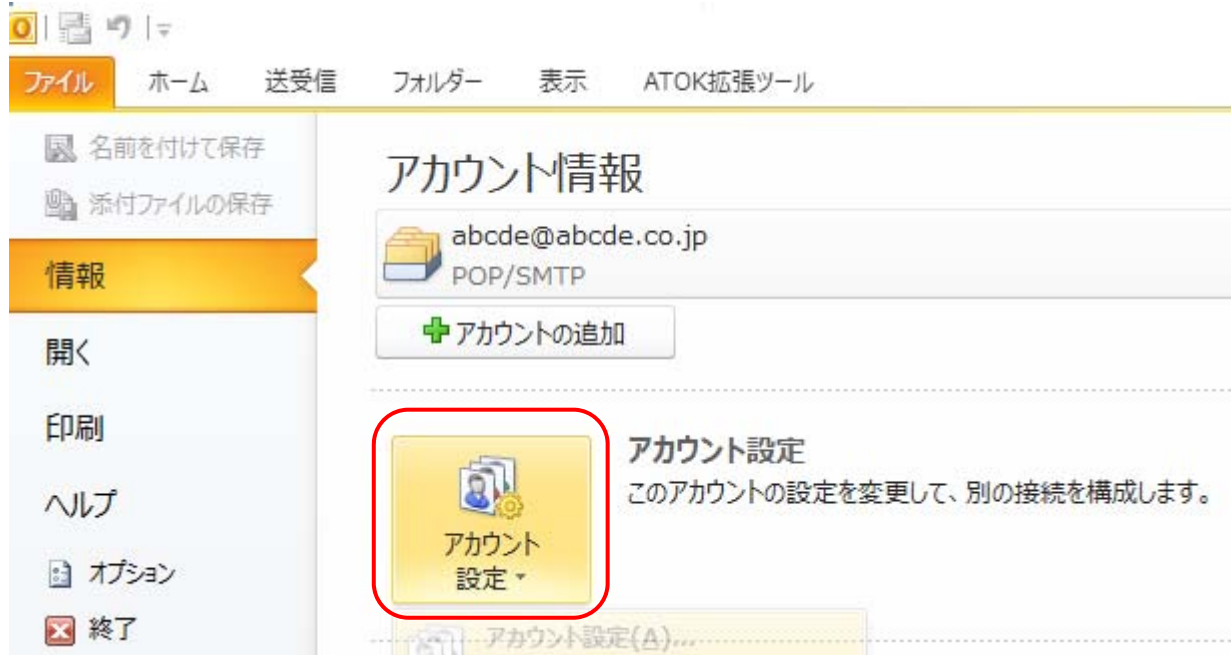 ファイル ホーム 送受信 フォルダー 表示 ATOK拡張ツール
名前を付けて保存
添付ファイルの保存
情報
開く
印刷
ヘルプ
オプション
終了
アカウント情報
abcde@abcde.co.jp
POP/SMTP
アカウントの追加
アカウント
設定
アカウント設定
このアカウントの設定を変更して、別の接続を構成します。
アカウント設定(A)...